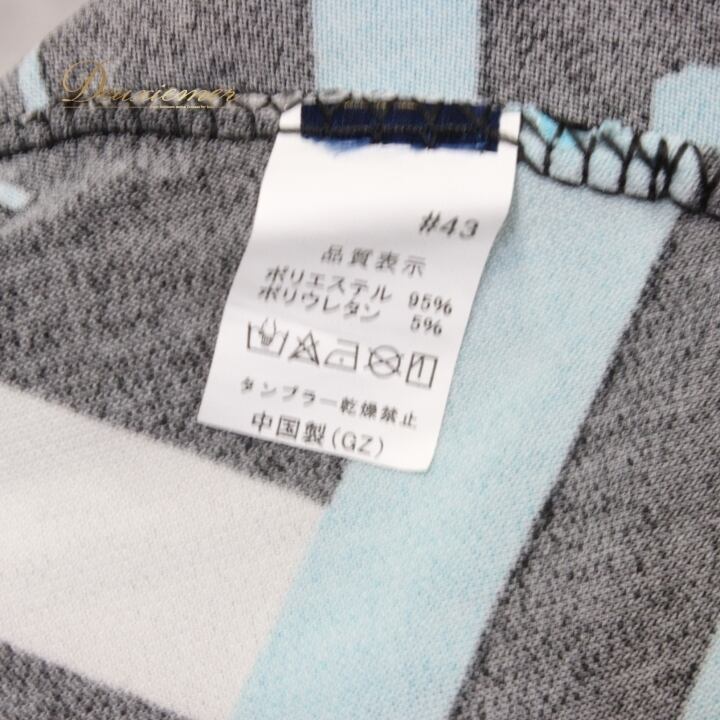 Deuxiemer
#43
品質表示
ポリエステル 95%
ポリウレタン 5%
タンブラー乾燥禁止
中国製(GZ)